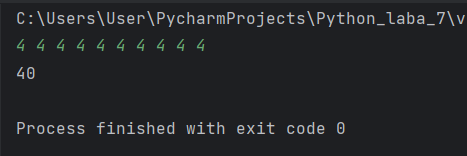 C:\Users\User\PycharmProjects\Python_laba_7\v
4 4 4 4 4 4 4 4 4 4
40
Process finished with exit code 0